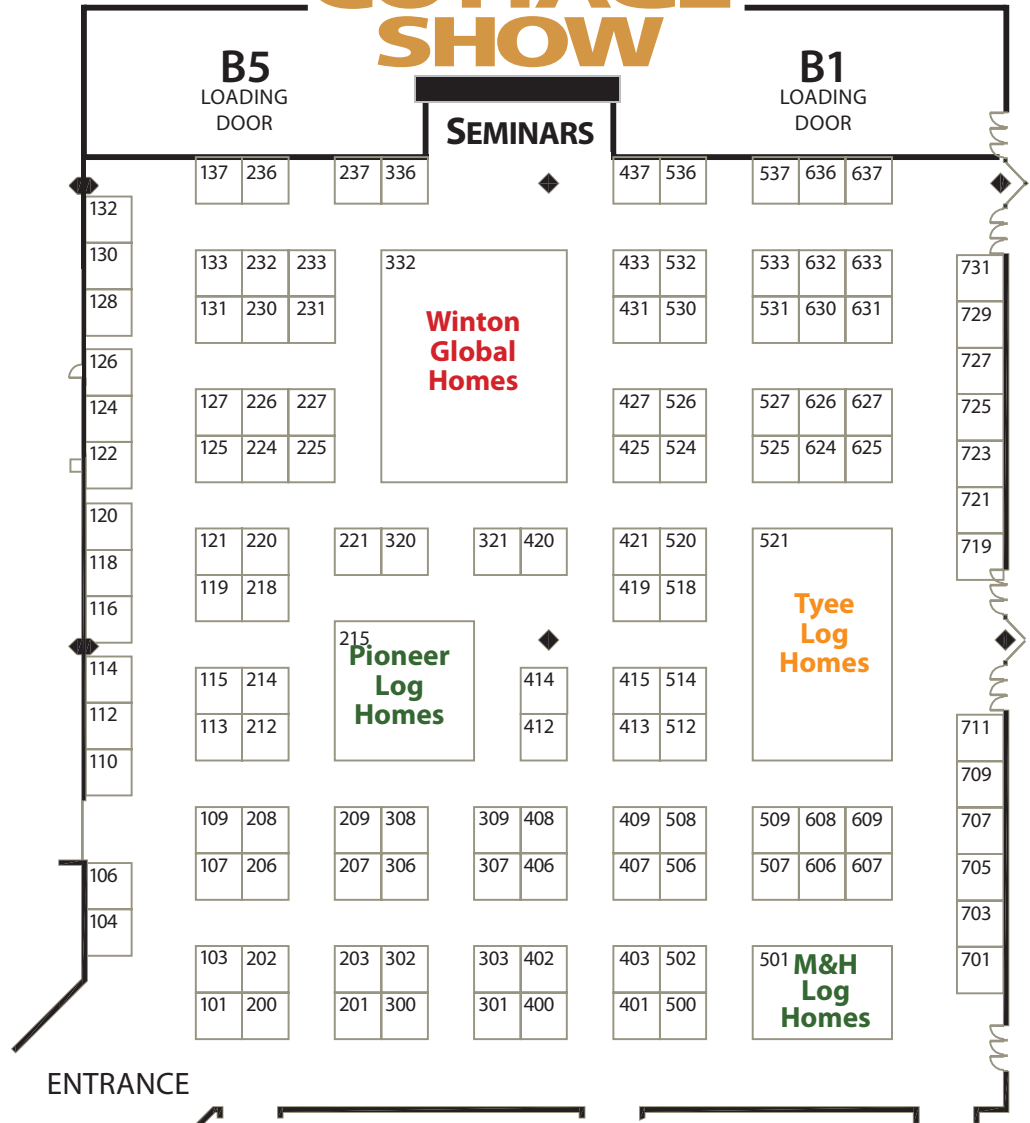 COTTAGE
SHOW
B5
LOADING
DOOR
B1
LOADING
DOOR
SEMINARS
137 236 237 336 437 536 537 636 637
132
130
128
126
124
122
120
118
116
114
112
110
106
104
133 232 233
131 230 231
332
Winton
Global
Homes
433 532
431 530
533 632 633
531 630 631
731
729
727
725
723
721
719
127 226 227
125 224 225
427 526
425 524
527 626 627
525 624 625
121 220
119 218
221 320
321 420
421 520
419 518
521
Tyee
Log
Homes
215
Pioneer
Log
Homes
115 214
113 212
414
412
415 514
413 512
711
709
707
705
703
701
109 208
107 206
209 308
207 306
309 408
307 406
409 508
407 506
509 608 609
507 606 607
103 202
101 200
203 302
201 300
303 402
301 400
403 502
401 500
501 M&H
Log
Homes
ENTRANCE